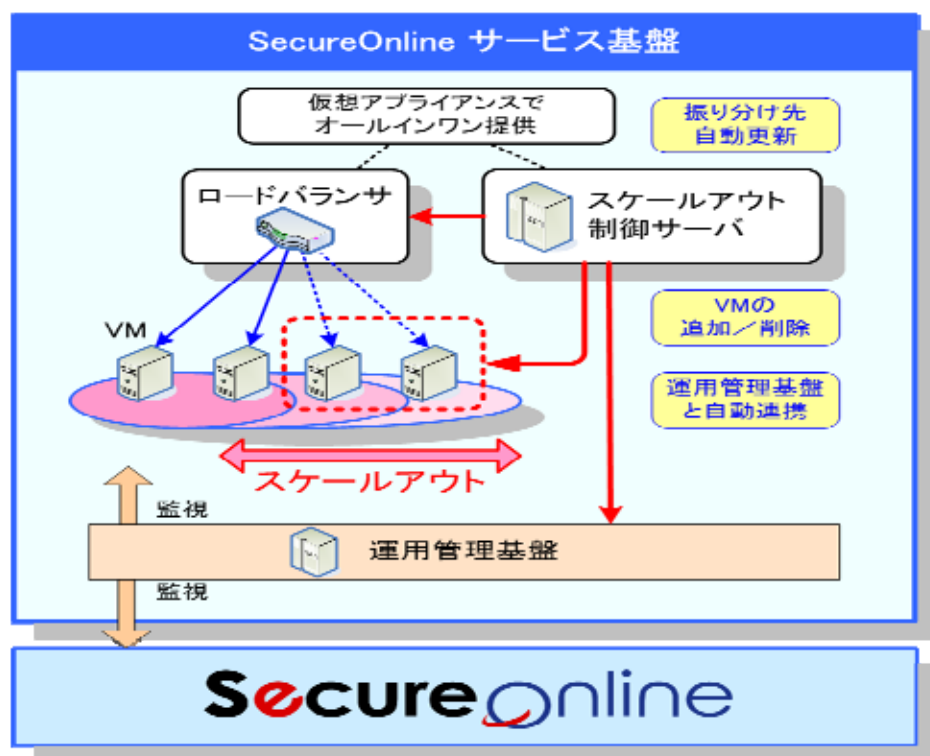 SecureOnline サービス基盤
仮想アプライアンスで
オールインワン提供
振り分け先
自動更新
ロードバランサ
スケールアウト
制御サーバ
VM
VMの
追加／削除
運用管理基盤
と自動連携
スケールアウト
監視
運用管理基盤
監視
Secureonline